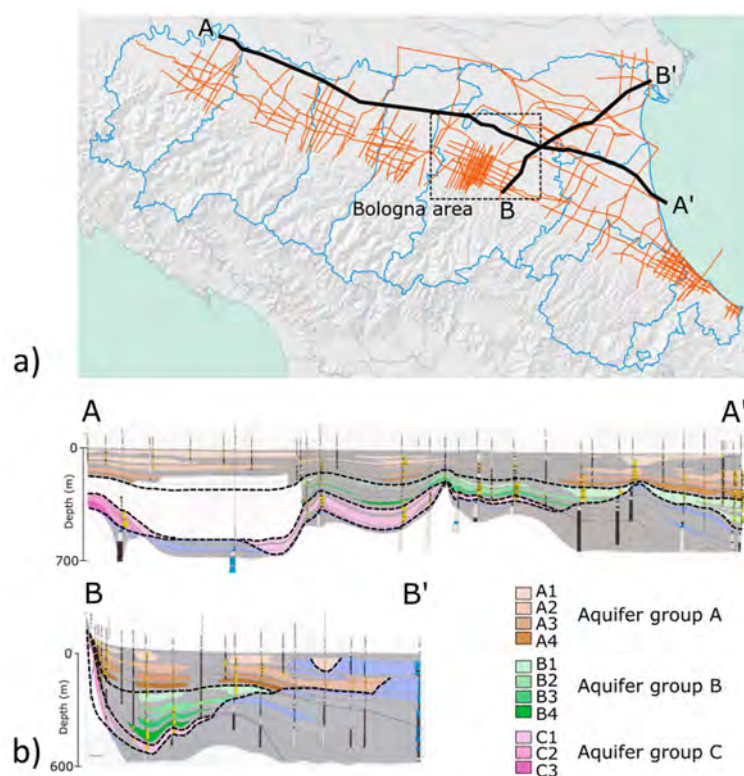 A
B'
Bologna area
B
A'
a)
A
A'
0
Depth (m)
700
B
B'
0
Depth (m)
600
b)
A1
A2
A3
A4
Aquifer group A
B1
B2
B3
B4
Aquifer group B
C1
C2
C3
Aquifer group C